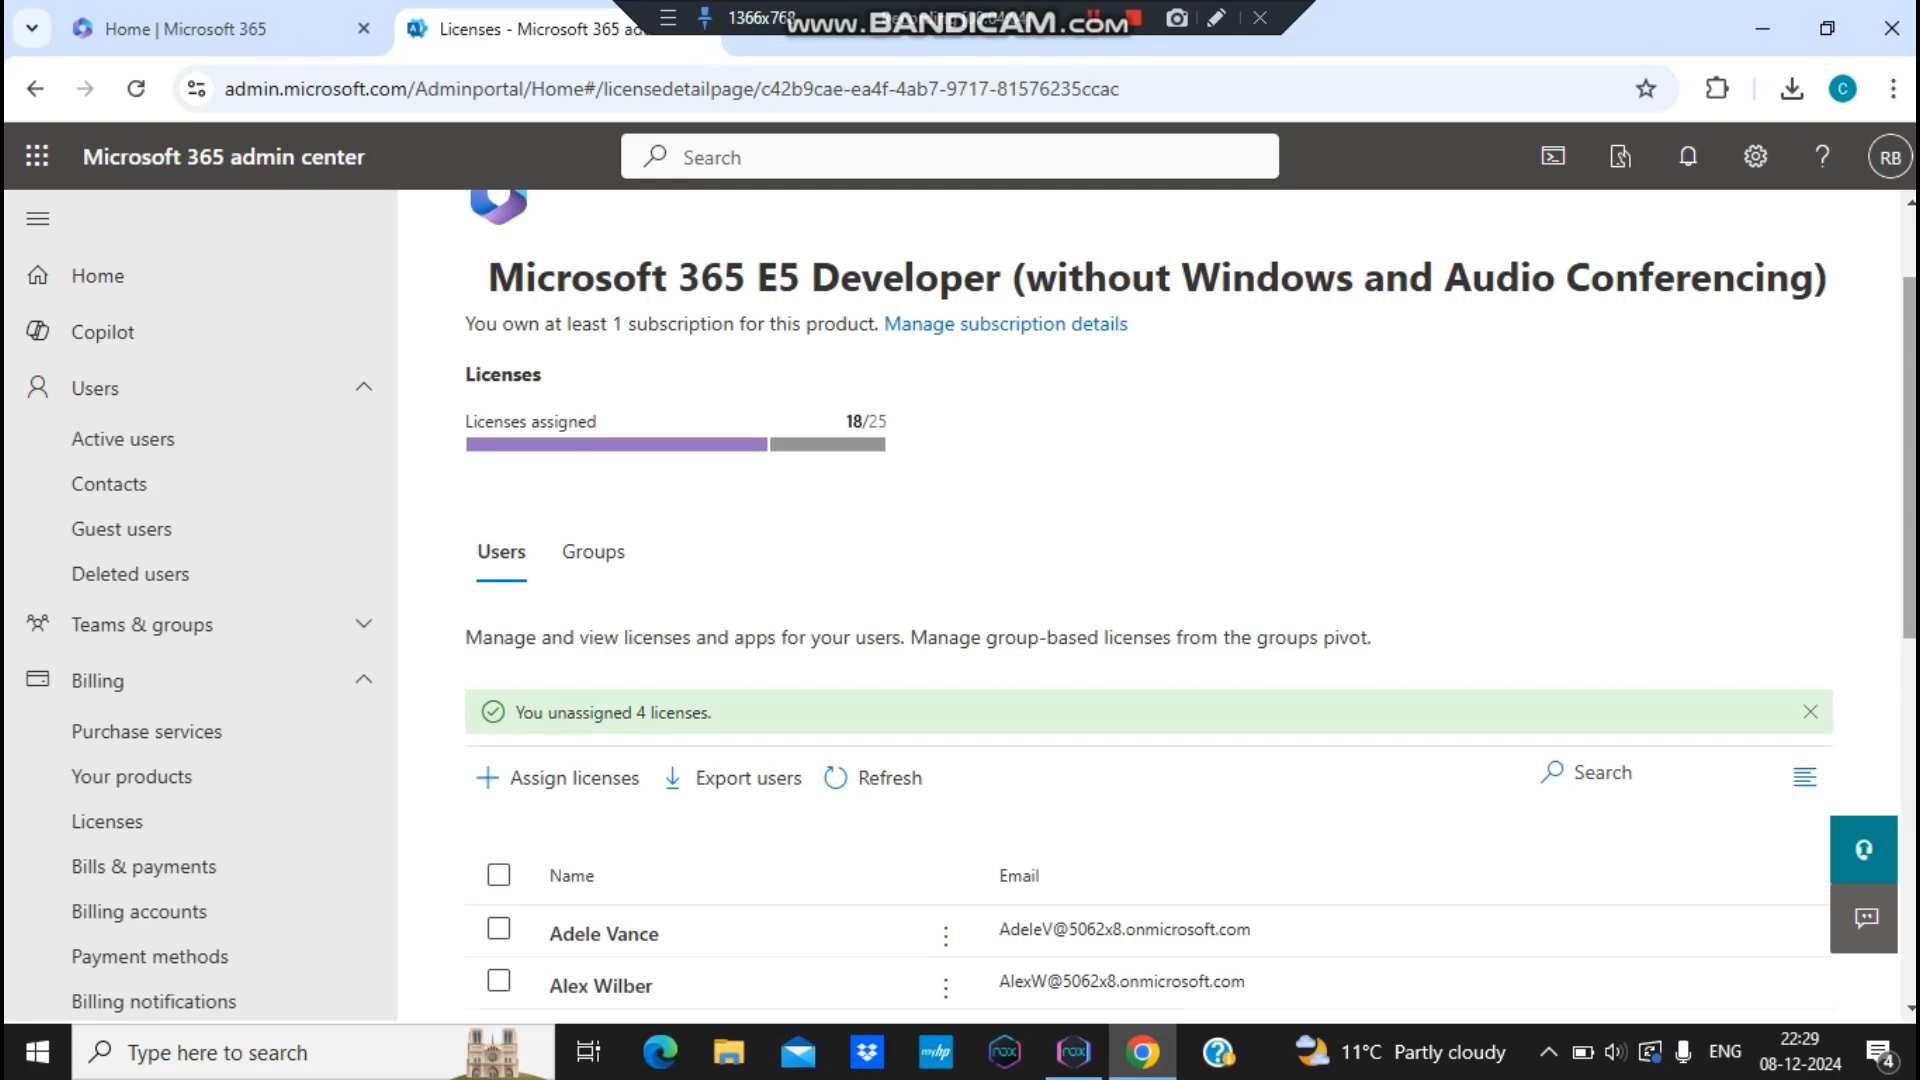 Home | Microsoft 365
Licenses - Microsoft 365 ad
1366x768
www.BANDICAM.com
admin.microsoft.com/Adminportal/Home#/licensedetailpage/c42b9cae-ea4f-4ab7-9717-81576235ccac
C
Microsoft 365 admin center
Search
RB
Home
Copilot
Users
Active users
Contacts
Guest users
Deleted users
Teams & groups
Billing
Purchase services
Your products
Licenses
Bills & payments
Billing accounts
Payment methods
Billing notifications
Microsoft 365 E5 Developer (without Windows and Audio Conferencing)
You own at least 1 subscription for this product. Manage subscription details
Licenses
Licenses assigned 18/25
Users Groups
Manage and view licenses and apps for your users. Manage group-based licenses from the groups pivot.
You unassigned 4 licenses.
Assign licenses Export users Refresh Search
Name Email
Adele Vance AdeleV@5062x8.onmicrosoft.com
Alex Wilber AlexW@5062x8.onmicrosoft.com
Type here to search
myhp
nox
nox
11°C Partly cloudy
ENG
22:29
08-12-2024
4